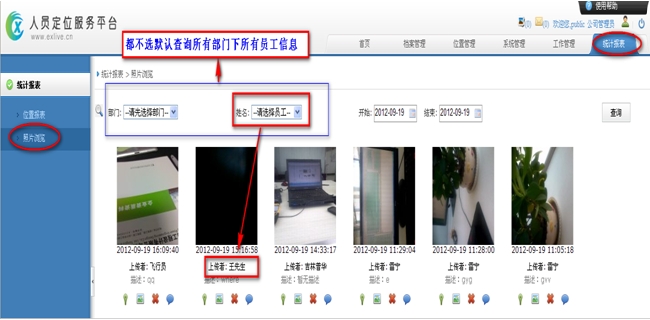 使用帮助
人员定位服务平台
www.exlive.cn
欢迎您,public 公司管理员
首页 档案管理 位置管理 系统管理 工作管理 统计报表
都不选默认查询所有部门下所有员工信息
统计报表
统计报表 > 照片浏览
位置报表
照片浏览
部门: --请先选择部门-- 姓名: --请选择员工-- 开始: 2012-09-19 结束: 2012-09-19 查询
2012-09-19 16:09:40 2012-09-19 15:16:58 2012-09-19 14:33:17 2012-09-19 11:29:04 2012-09-19 11:28:00 2012-09-19 11:05:18
上传者: 飞行员 上传者: 王先生 上传者: 吉林雪华 上传者: 雷宁 上传者: 雷宁 上传者: 雷宁
描述: qq 描述: where 描述: 暂无描述 描述: e 描述: gyg 描述: gvv